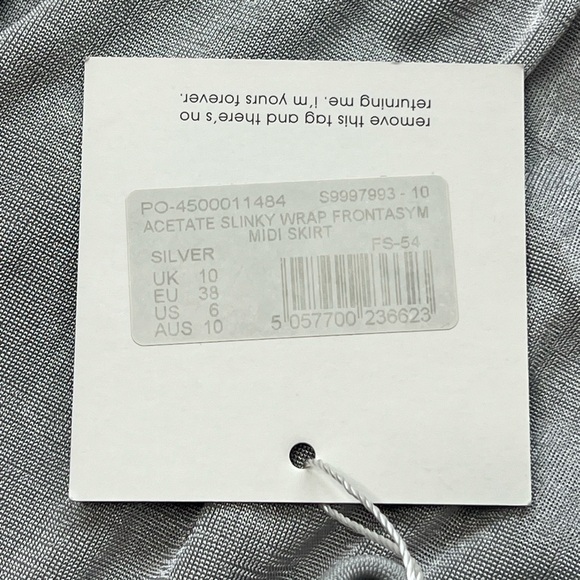 remove this tag and there's no
returning me. i'm yours forever.
PO-4500011484 S9997993 - 10
ACETATE SLINKY WRAP FRONTASYM
MIDI SKIRT
FS-54
SILVER
UK 10
EU 38
US 6
AUS 10
5 057700 236623